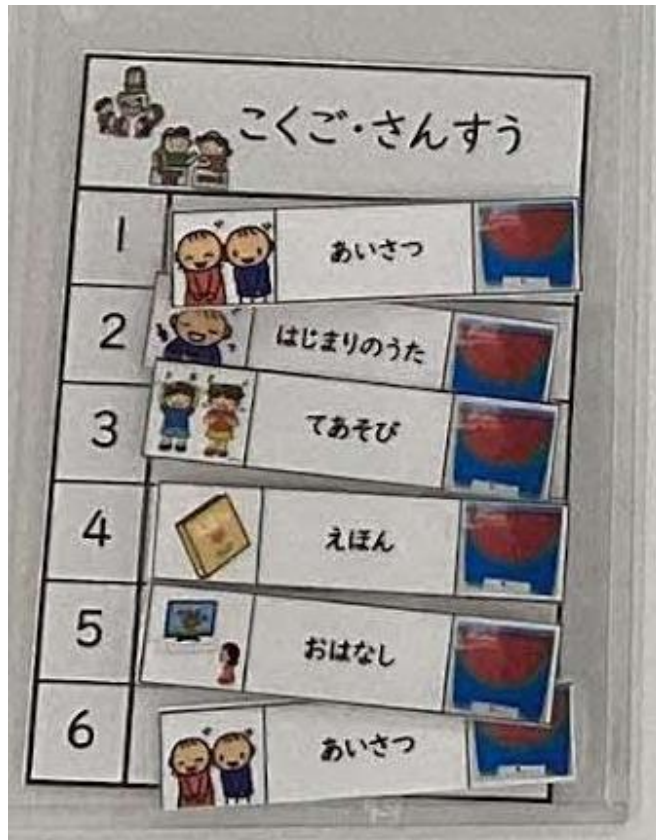 こくご・さんすう
1 あいさつ
2 はじまりのうた
3 てあそび
4 えほん
5 おはなし
6 あいさつ